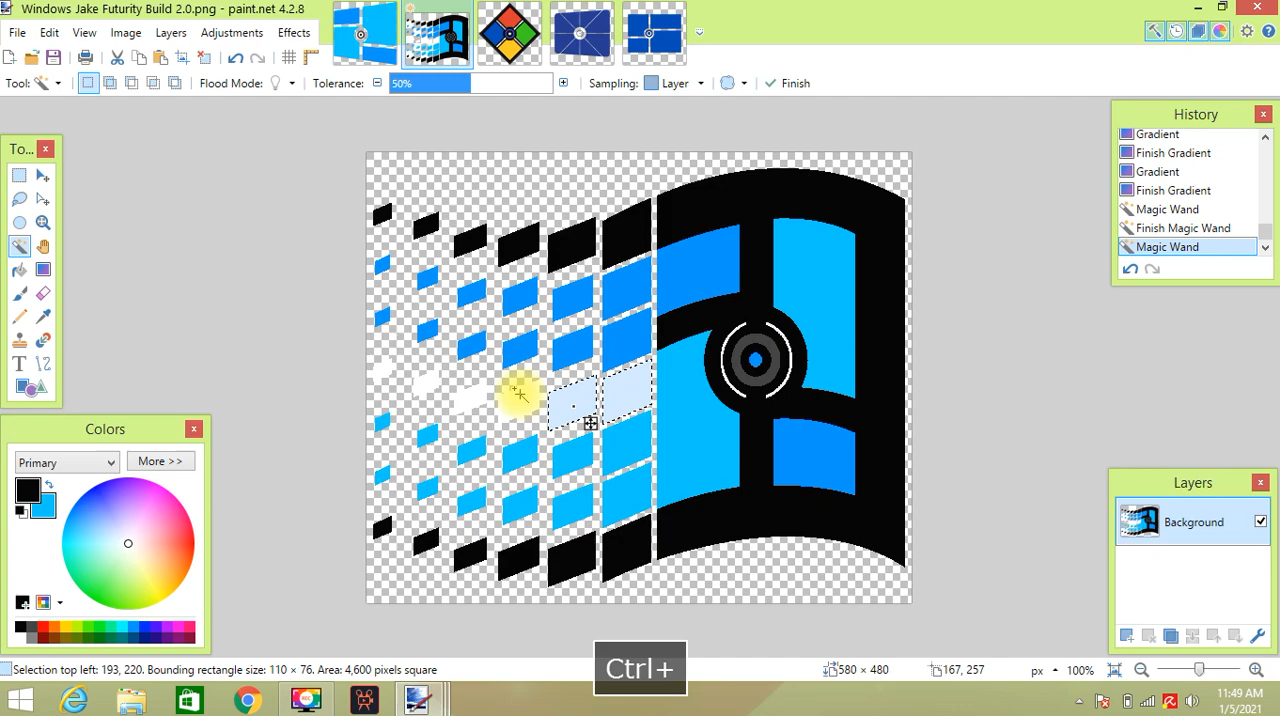 Windows Jake Futurity Build 2.0.png - paint.net 4.2.8
File Edit View Image Layers Adjustments Effects
Tool: Flood Mode: Tolerance: 50% Sampling: Layer Finish
To...
History
Gradient
Finish Gradient
Gradient
Finish Gradient
Magic Wand
Finish Magic Wand
Magic Wand
Colors
Primary
More >>
Layers
Background
Ctrl+
Selection top left: 193, 220. Bounding rectangle size: 110 × 76. Area: 4,600 pixels square
580 × 480
167, 257
px
100%
11:49 AM
1/5/2021